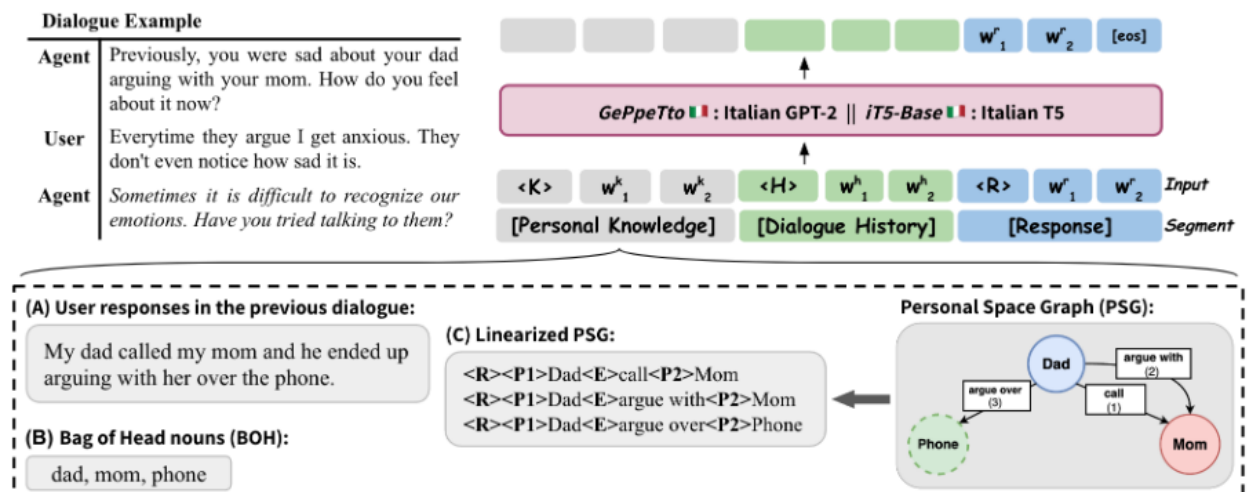 Dialogue Example
Agent
Previously, you were sad about your dad
arguing with your mom. How do you feel
about it now?
User
Everytime they argue I get anxious. They
don't even notice how sad it is.
Agent
Sometimes it is difficult to recognize our
emotions. Have you tried talking to them?
w^r_1 w^r_2 [eos]
GePpeTto 🇮🇹 : Italian GPT-2 || iT5-Base 🇮🇹 : Italian T5
<K> w^k_1 w^k_2 <H> w^h_1 w^h_2 <R> w^r_1 w^r_2 Input
[Personal Knowledge] [Dialogue History] [Response] Segment
(A) User responses in the previous dialogue:
My dad called my mom and he ended up
arguing with her over the phone.
(B) Bag of Head nouns (BOH):
dad, mom, phone
(C) Linearized PSG:
<R><P1>Dad<E>call<P2>Mom
<R><P1>Dad<E>argue with<P2>Mom
<R><P1>Dad<E>argue over<P2>Phone
Personal Space Graph (PSG):
Dad
argue with
(2)
argue over
(3)
call
(1)
Phone
Mom